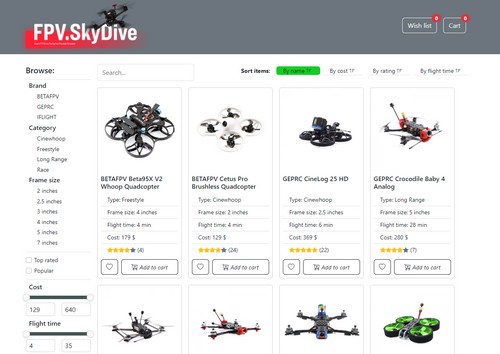 FPV.SkyDive
Wish list 0
Cart 0
Browse:
Brand
BETAFPV
GEPRC
IFLIGHT
Category
Cinewhoop
Freestyle
Long Range
Race
Frame size
2 inches
2.5 inches
3 inches
4 inches
5 inches
7 inches
Top rated
Popular
Cost
129 640
Flight time
4 35
Search...
Sort items: By name By cost By rating By flight time
BETAFPV Beta95X V2
Whoop Quadcopter
Type: Freestyle
Frame size: 4 inches
Flight time: 4 min
Cost: 179 $
(4)
Add to cart
BETAFPV Cetus Pro
Brushless Quadcopter
Type: Cinewhoop
Frame size: 2 inches
Flight time: 4 min
Cost: 129 $
(24)
Add to cart
GEPRC CineLog 25 HD
Type: Cinewhoop
Frame size: 2.5 inches
Flight time: 6 min
Cost: 369 $
(22)
Add to cart
GEPRC Crocodile Baby 4
Analog
Type: Long Range
Frame size: 5 inches
Flight time: 28 min
Cost: 280 $
(7)
Add to cart